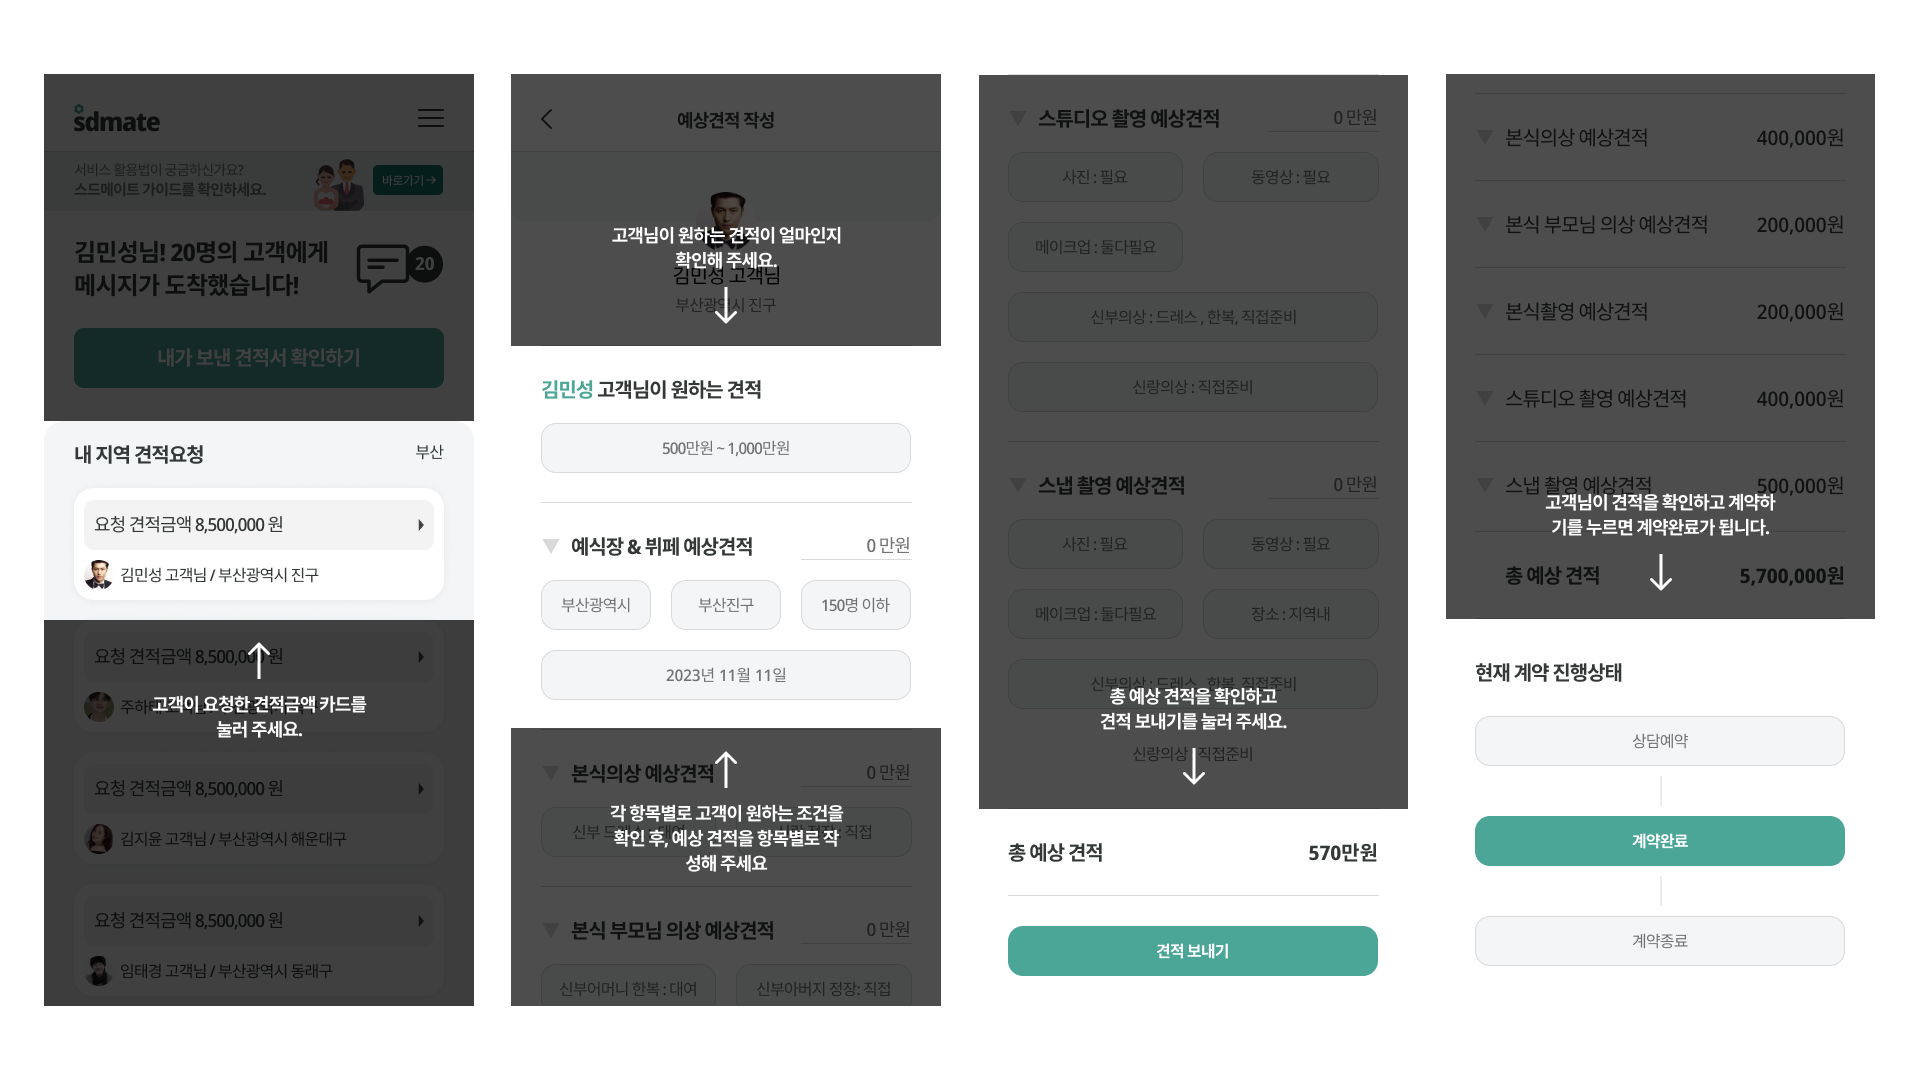 sdmate
서비스 활용법이 궁금하신가요?
스드메이트 가이드를 확인하세요.
바로가기→
김민성님! 20명의 고객에게
메시지가 도착했습니다!
20
내가 보낸 견적서 확인하기
내 지역 견적요청
부산
요청 견적금액 8,500,000 원
김민성 고객님 / 부산광역시 진구
요청 견적금액 8,500,000 원
주하
고객이 요청한 견적금액 카드를
눌러 주세요.
요청 견적금액 8,500,000 원
김지윤 고객님 / 부산광역시 해운대구
요청 견적금액 8,500,000 원
임태경 고객님 / 부산광역시 동래구
예상견적 작성
고객님이 원하는 견적이 얼마인지
확인해 주세요.
김민성 고객님
부산광역시 진구
김민성 고객님이 원하는 견적
500만원 ~ 1,000만원
예식장 & 뷔페 예상견적
0 만원
부산광역시
부산진구
150명 이하
2023년 11월 11일
본식의상 예상견적
0 만원
각 항목별로 고객이 원하는 조건을
확인 후, 예상 견적을 항목별로 작
성해 주세요
신부 드
직접
본식 부모님 의상 예상견적
0 만원
신부어머니 한복 : 대여
신부아버지 정장: 직접
스튜디오 촬영 예상견적
0 만원
사진 : 필요
동영상 : 필요
메이크업 : 둘다필요
신부의상 : 드레스 , 한복, 직접준비
신랑의상 : 직접준비
스냅 촬영 예상견적
0 만원
사진 : 필요
동영상 : 필요
메이크업 : 둘다필요
장소 : 지역내
신부의상 : 드레스 , 한복, 직접준비
총 예상 견적을 확인하고
견적 보내기를 눌러 주세요.
신랑의상 : 직접준비
총 예상 견적
570만원
견적 보내기
본식의상 예상견적
400,000원
본식 부모님 의상 예상견적
200,000원
본식촬영 예상견적
200,000원
스튜디오 촬영 예상견적
400,000원
스냅 촬영 예상견적
500,000원
고객님이 견적을 확인하고 계약하
기를 누르면 계약완료가 됩니다.
총 예상 견적
5,700,000원
현재 계약 진행상태
상담예약
계약완료
계약종료